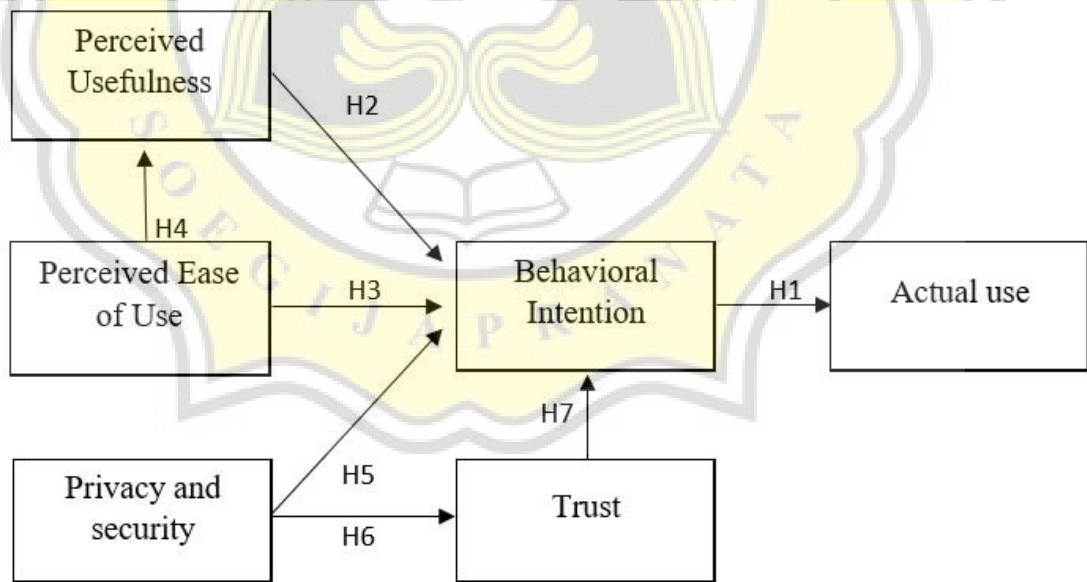 Perceived
Usefulness
H2
H4
Perceived Ease
of Use
H3
Behavioral
Intention
H1
Actual use
H7
Privacy and
security
H5
H6
Trust
SOEGIJAPRANATA